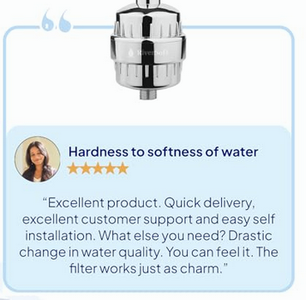 Hardness to softness of water
“Excellent product. Quick delivery,
excellent customer support and easy self
installation. What else you need? Drastic
change in water quality. You can feel it. The
filter works just as charm.”